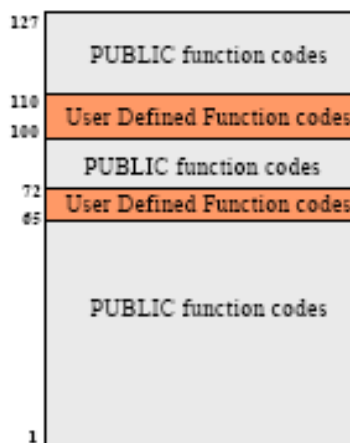 127
PUBLIC function codes
110
User Defined Function codes
100
PUBLIC function codes
72
User Defined Function codes
65
PUBLIC function codes
1